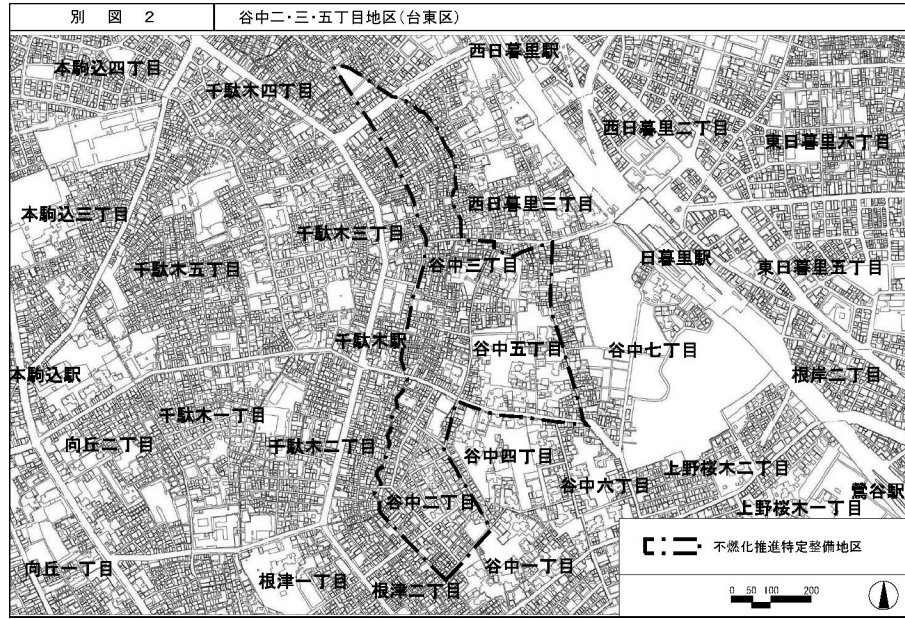 別図2 谷中二・三・五丁目地区(台東区)
西日暮里駅
本駒込四丁目
千駄木四丁目
西日暮里二丁目
東日暮里六丁目
本駒込三丁目
西日暮里三丁目
千駄木三丁目
谷中三丁目
日暮里駅
千駄木五丁目
東日暮里五丁目
千駄木駅
谷中五丁目
谷中七丁目
本駒込駅
根岸二丁目
千駄木一丁目
向丘二丁目
千駄木二丁目
谷中四丁目
上野桜木二丁目
谷中六丁目
鶯谷駅
谷中二丁目
上野桜木一丁目
不燃化推進特定整備地区
向丘一丁目
根津一丁目
谷中一丁目
根津二丁目
0 50 100 200